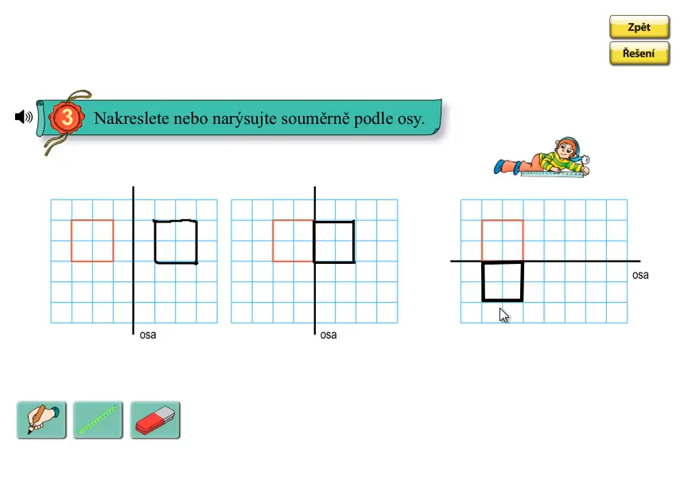 Zpět
Řešení
3 Nakreslete nebo narýsujte souměrně podle osy.
osa
osa
osa